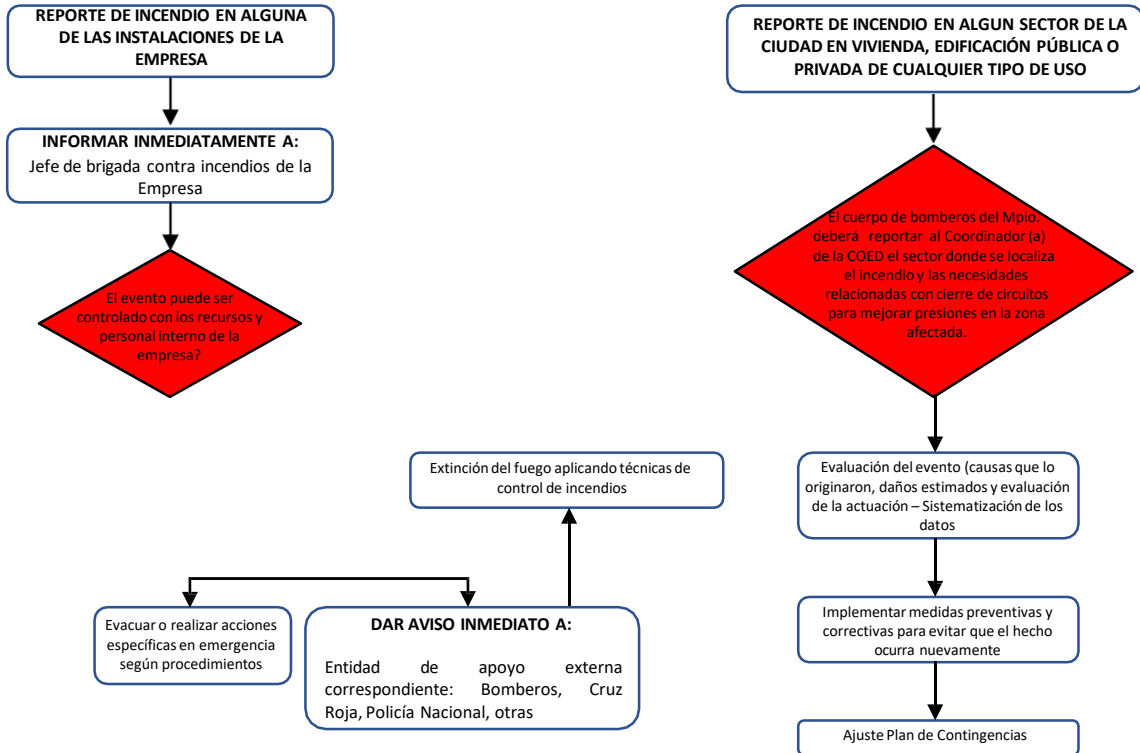 REPORTE DE INCENDIO EN ALGUNA
DE LAS INSTALACIONES DE LA
EMPRESA
INFORMAR INMEDIATAMENTE A:
Jefe de brigada contra incendios de la
Empresa
El evento puede ser
controlado con los recursos y
personal interno de la
empresa?
Extinción del fuego aplicando técnicas de
control de incendios
Evacuar o realizar acciones
específicas en emergencia
según procedimientos
DAR AVISO INMEDIATO A:
Entidad de apoyo externa
correspondiente: Bomberos, Cruz
Roja, Policía Nacional, otras
REPORTE DE INCENDIO EN ALGUN SECTOR DE LA
CIUDAD EN VIVIENDA, EDIFICACIÓN PÚBLICA O
PRIVADA DE CUALQUIER TIPO DE USO
El cuerpo de bomberos del Mpio.
deberá reportar al Coordinador (a)
de la COED el sector donde se localiza
el incendio y las necesidades
relacionadas con cierre de circuitos
para mejorar presiones en la zona
afectada.
Evaluación del evento (causas que lo
originaron, daños estimados y evaluación
de la actuación – Sistematización de los
datos
Implementar medidas preventivas y
correctivas para evitar que el hecho
ocurra nuevamente
Ajuste Plan de Contingencias